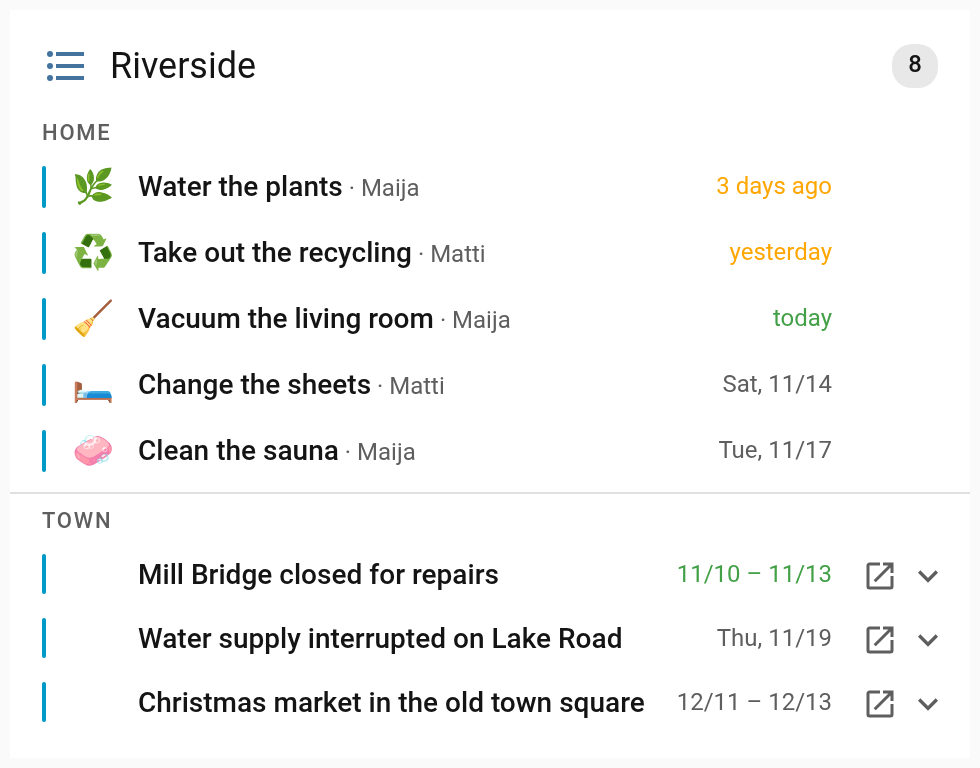 Riverside 8
HOME
Water the plants · Maija 3 days ago
Take out the recycling · Matti yesterday
Vacuum the living room · Maija today
Change the sheets · Matti Sat, 11/14
Clean the sauna · Maija Tue, 11/17
TOWN
Mill Bridge closed for repairs 11/10 – 11/13
Water supply interrupted on Lake Road Thu, 11/19
Christmas market in the old town square 12/11 – 12/13